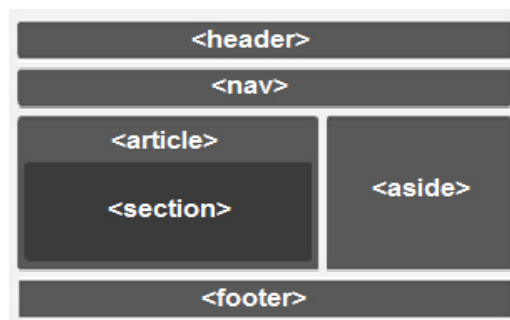 <header>
<nav>
<article>
<section>
<aside>
<footer>